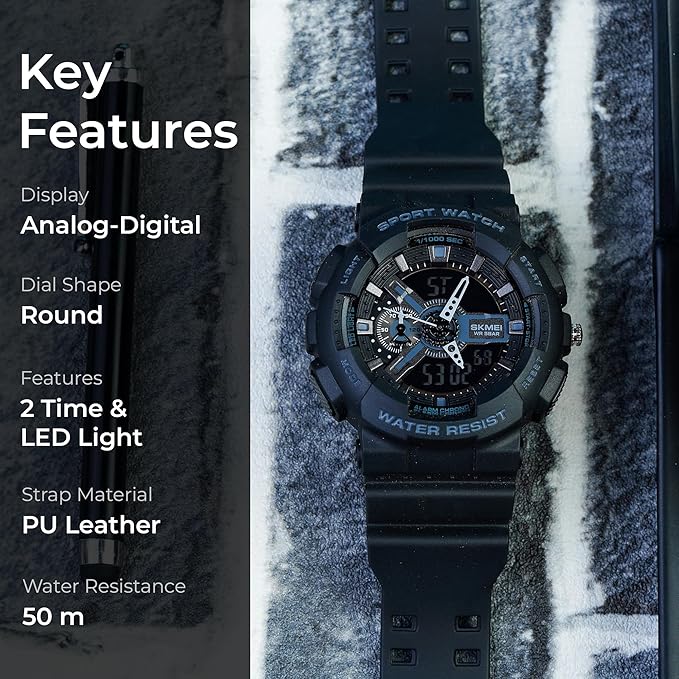 Key
Features
Display
Analog-Digital
Dial Shape
Round
Features
2 Time &
LED Light
Strap Material
PU Leather
Water Resistance
50 m
SPORT WATCH
1/1000 SEC
LIGHT
START
ST
SKMEI
WR 5BAR
MODE
RESET
ALARM CHRONO
WATER RESIST